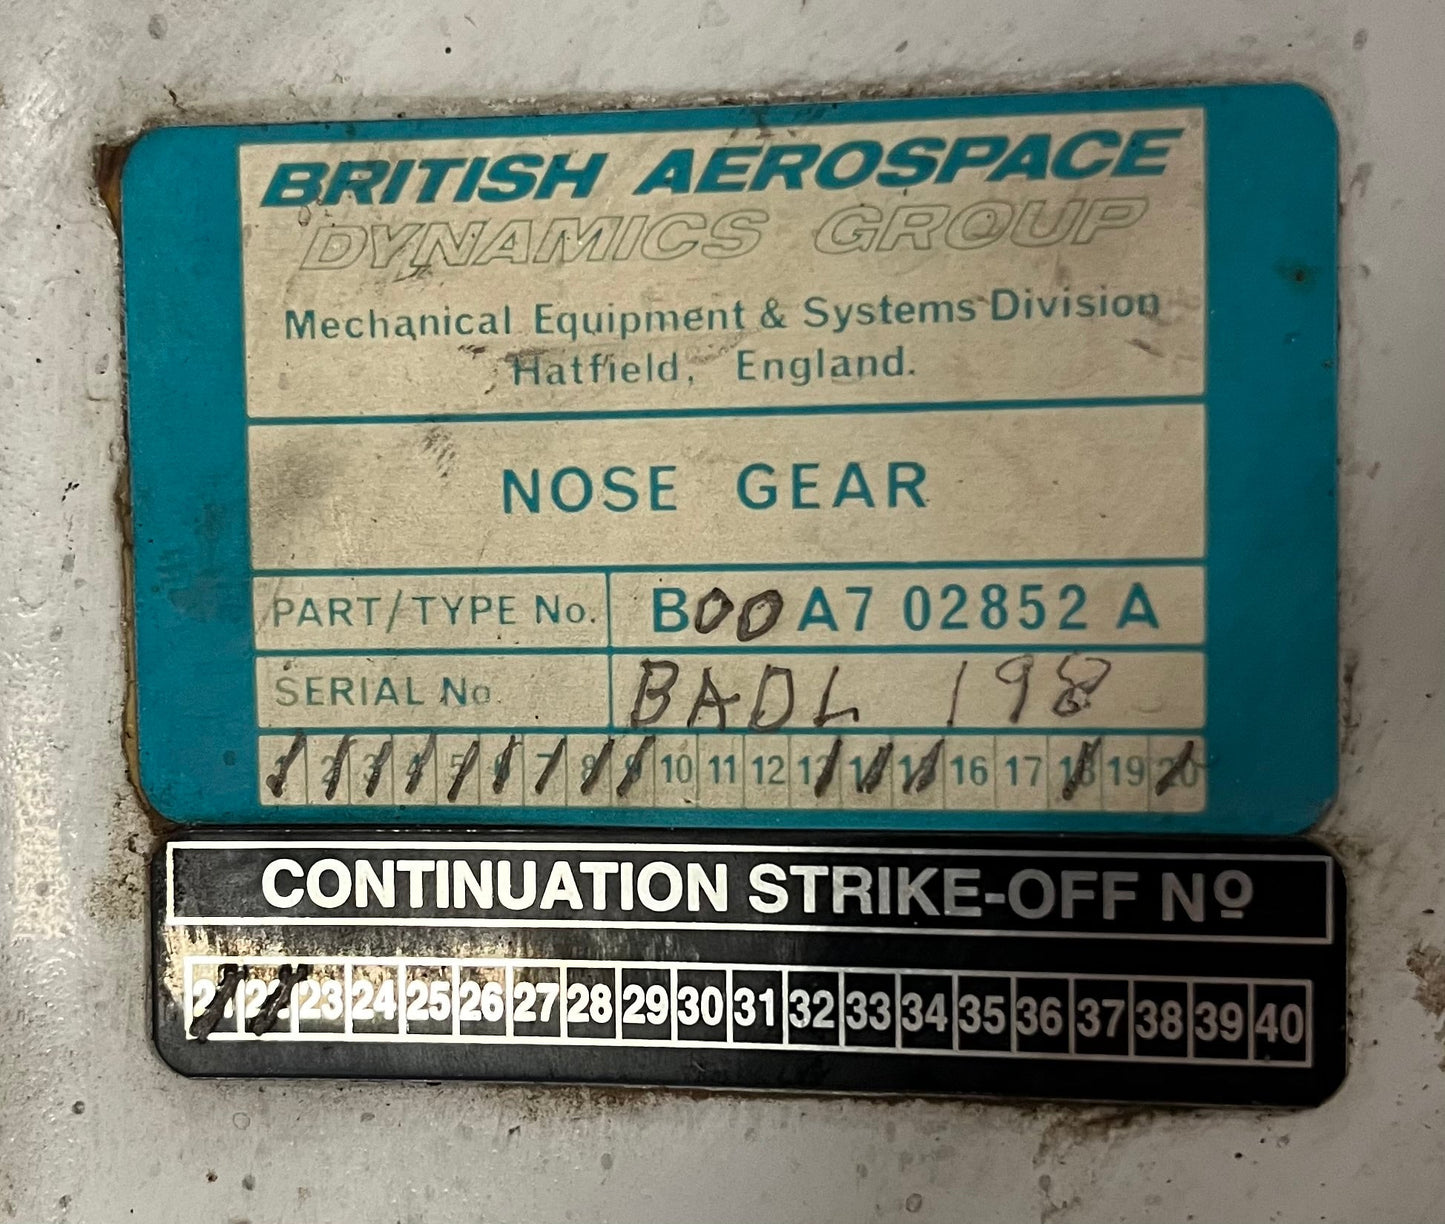 BRITISH AEROSPACE
DYNAMICS GROUP
Mechanical Equipment & Systems Division
Hatfield, England.
NOSE GEAR
PART/TYPE No. B00A7 02852 A
SERIAL No BADL 198
1 2 3 4 5 6 7 8 9 10 11 12 13 14 15 16 17 18 19 20
CONTINUATION STRIKE-OFF Nº
21 22 23 24 25 26 27 28 29 30 31 32 33 34 35 36 37 38 39 40